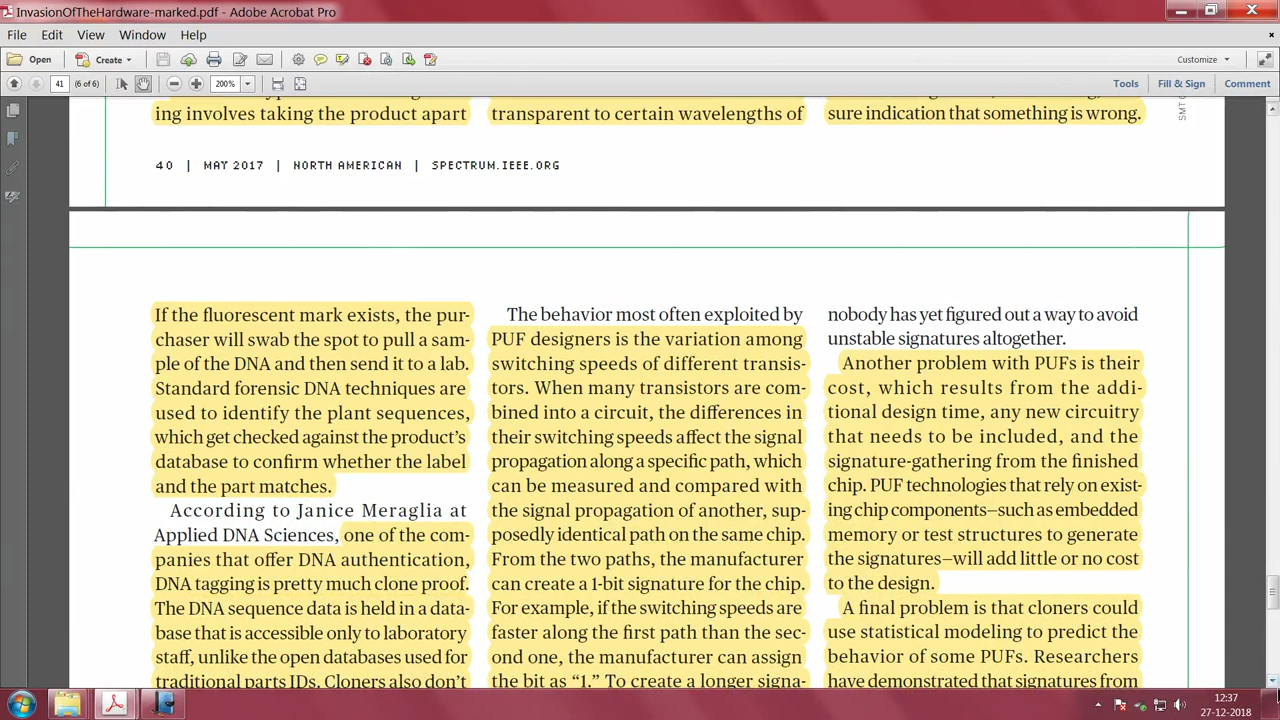 InvasionOfTheHardware-marked.pdf - Adobe Acrobat Pro
File Edit View Window Help
Open Create Customize
41 (6 of 6) 200% Tools Fill & Sign Comment
ing involves taking the product apart
transparent to certain wavelengths of
sure indication that something is wrong.
40 | MAY 2017 | NORTH AMERICAN | SPECTRUM.IEEE.ORG
If the fluorescent mark exists, the pur-
chaser will swab the spot to pull a sam-
ple of the DNA and then send it to a lab.
Standard forensic DNA techniques are
used to identify the plant sequences,
which get checked against the product's
database to confirm whether the label
and the part matches.
According to Janice Meraglia at
Applied DNA Sciences, one of the com-
panies that offer DNA authentication,
DNA tagging is pretty much clone proof.
The DNA sequence data is held in a data-
base that is accessible only to laboratory
staff, unlike the open databases used for
traditional parts IDs. Cloners also don't
The behavior most often exploited by
PUF designers is the variation among
switching speeds of different transis-
tors. When many transistors are com-
bined into a circuit, the differences in
their switching speeds affect the signal
propagation along a specific path, which
can be measured and compared with
the signal propagation of another, sup-
posedly identical path on the same chip.
From the two paths, the manufacturer
can create a 1-bit signature for the chip.
For example, if the switching speeds are
faster along the first path than the sec-
ond one, the manufacturer can assign
the bit as “1.” To create a longer signa-
nobody has yet figured out a way to avoid
unstable signatures altogether.
Another problem with PUFs is their
cost, which results from the addi-
tional design time, any new circuitry
that needs to be included, and the
signature-gathering from the finished
chip. PUF technologies that rely on exist-
ing chip components—such as embedded
memory or test structures to generate
the signatures—will add little or no cost
to the design.
A final problem is that cloners could
use statistical modeling to predict the
behavior of some PUFs. Researchers
have demonstrated that signatures from
SMT
12:37
27-12-2018